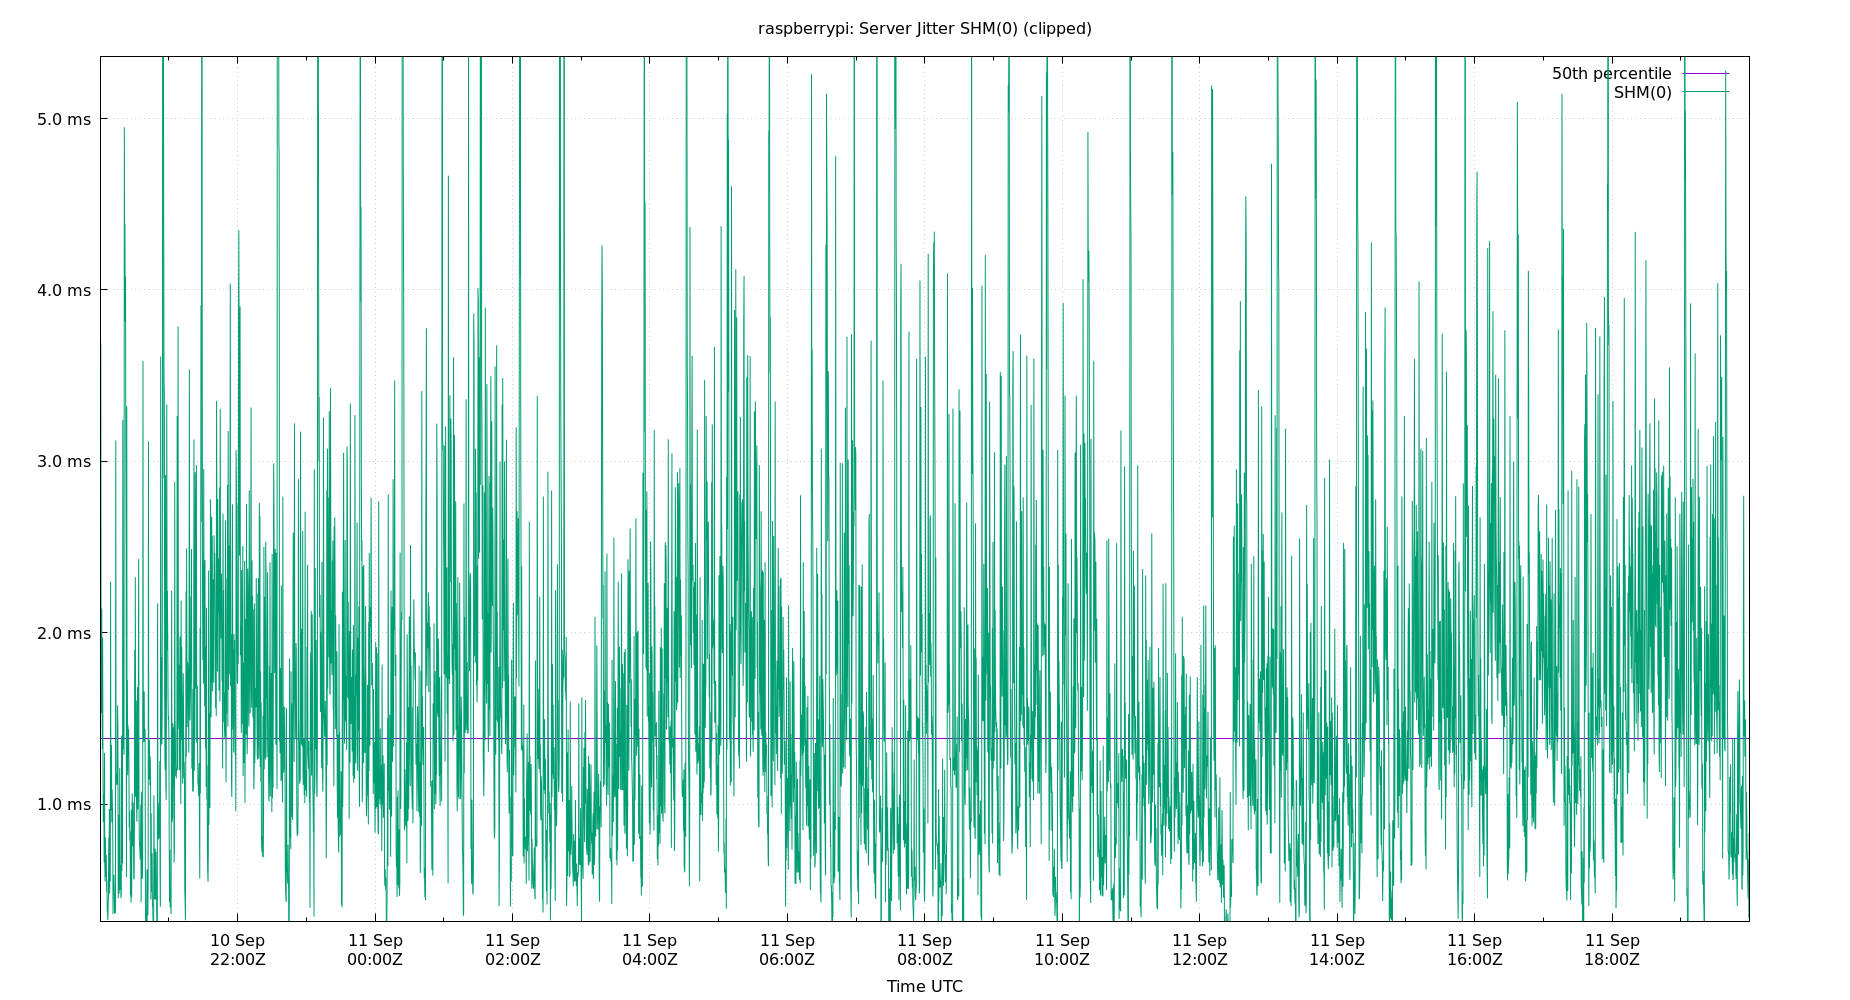 raspberrypi: Server Jitter SHM(0) (clipped)
50th percentile
SHM(0)
5.0 ms
4.0 ms
3.0 ms
2.0 ms
1.0 ms
10 Sep 11 Sep 11 Sep 11 Sep 11 Sep 11 Sep 11 Sep 11 Sep 11 Sep 11 Sep 11 Sep
22:00Z 00:00Z 02:00Z 04:00Z 06:00Z 08:00Z 10:00Z 12:00Z 14:00Z 16:00Z 18:00Z
Time UTC